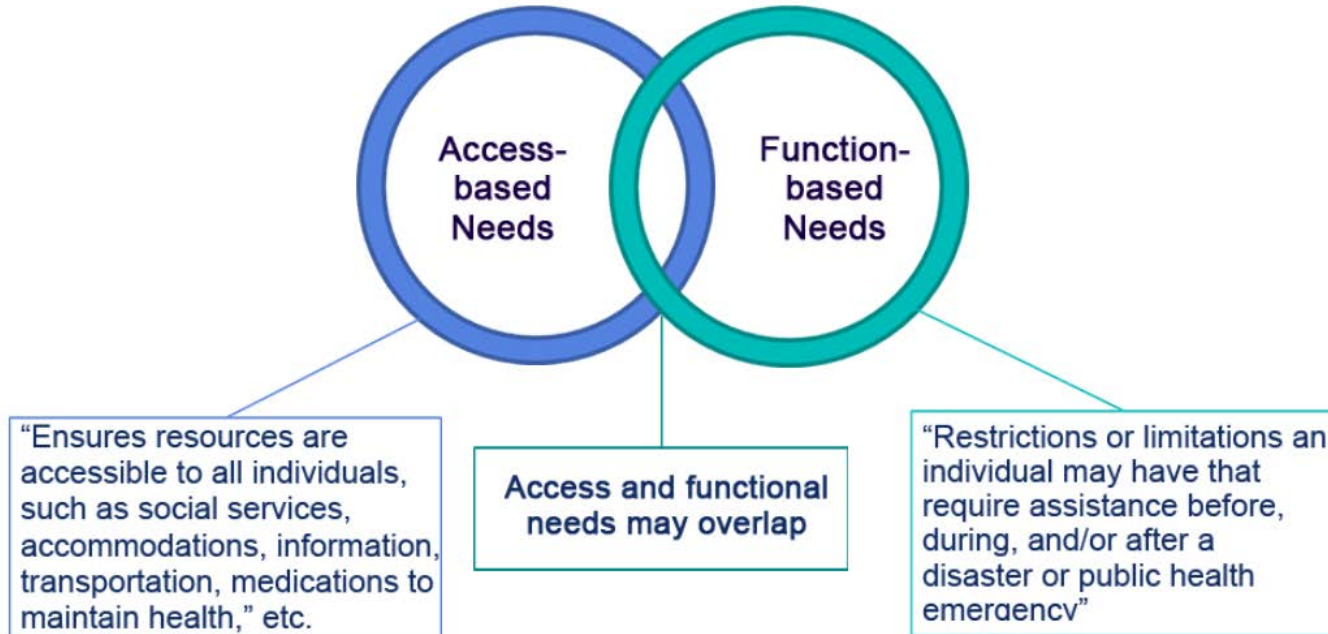 Access-
based
Needs
Function-
based
Needs
“Ensures resources are
accessible to all individuals,
such as social services,
accommodations, information,
transportation, medications to
maintain health,” etc.
Access and functional
needs may overlap
“Restrictions or limitations an
individual may have that
require assistance before,
during, and/or after a
disaster or public health
emergency”